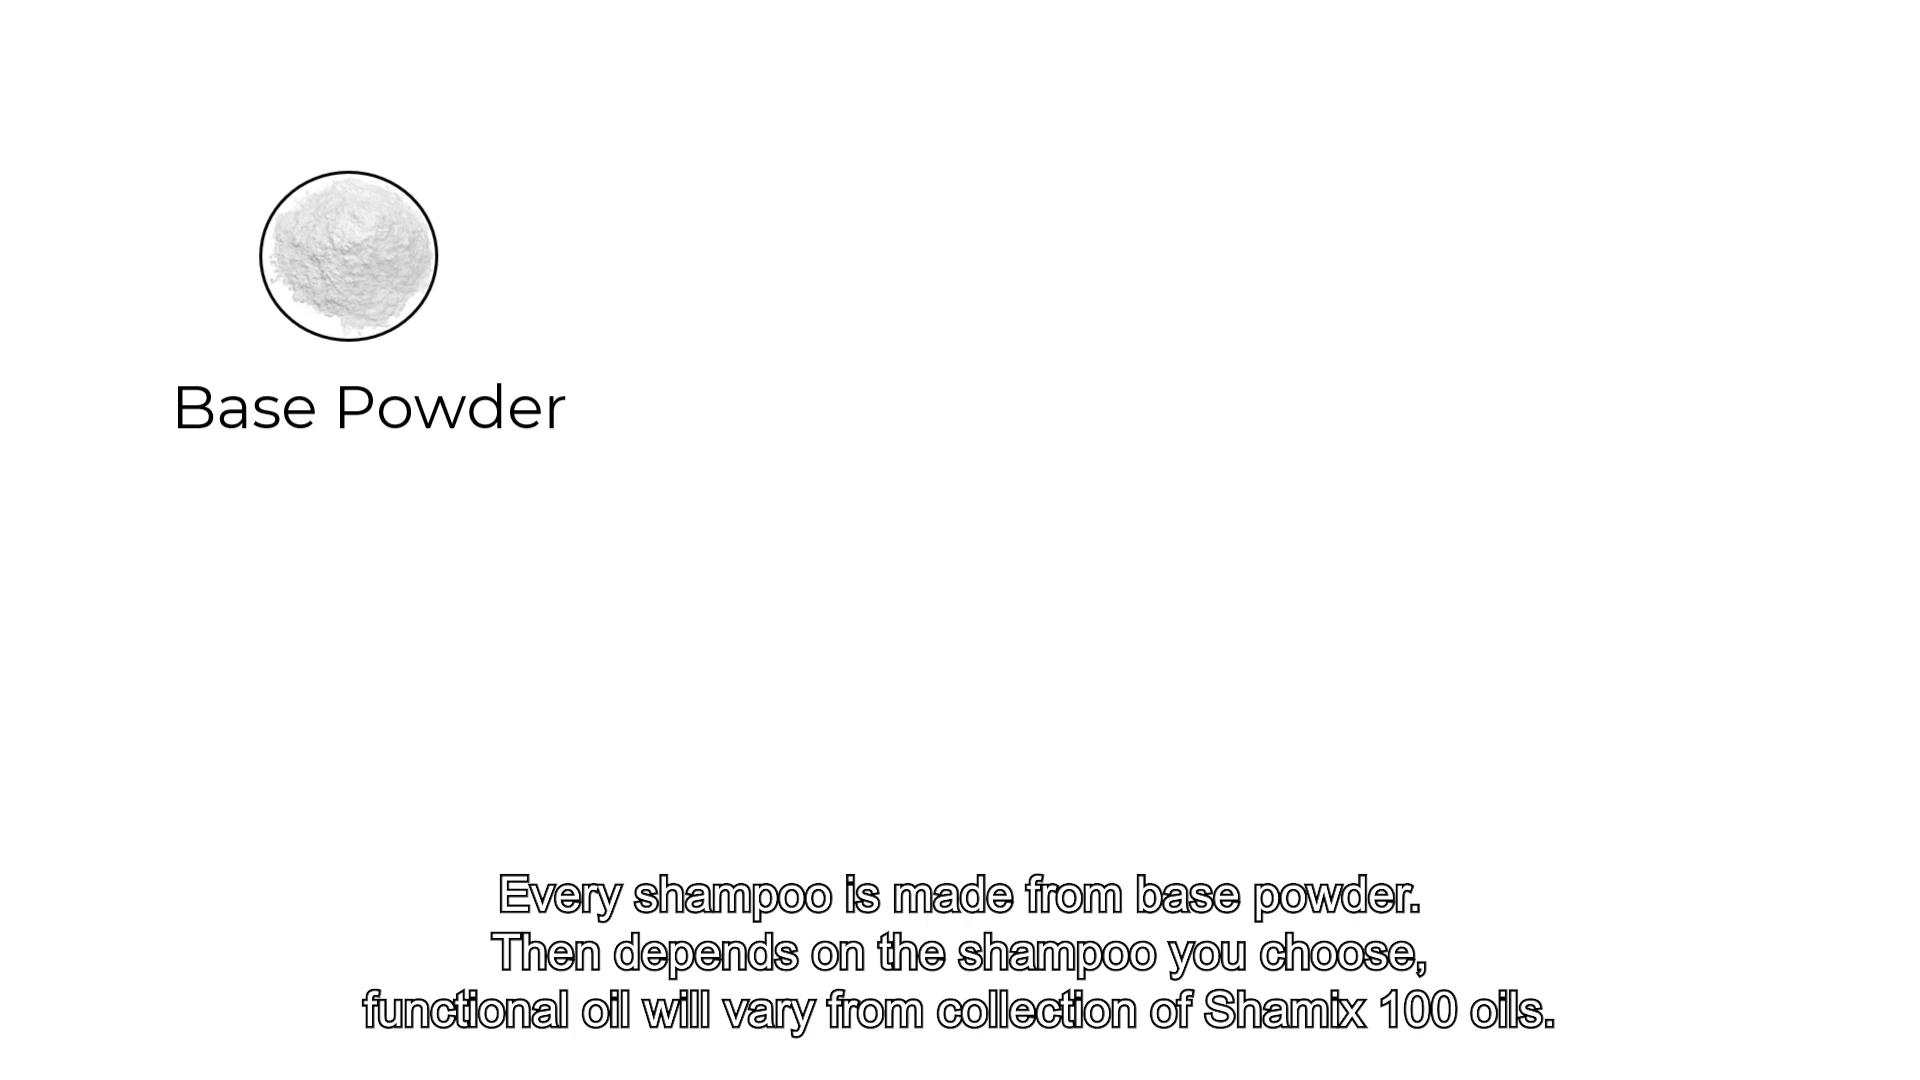 Base Powder
Every shampoo is made from base powder.
Then depends on the shampoo you choose,
functional oil will vary from collection of Shamix 100 oils.